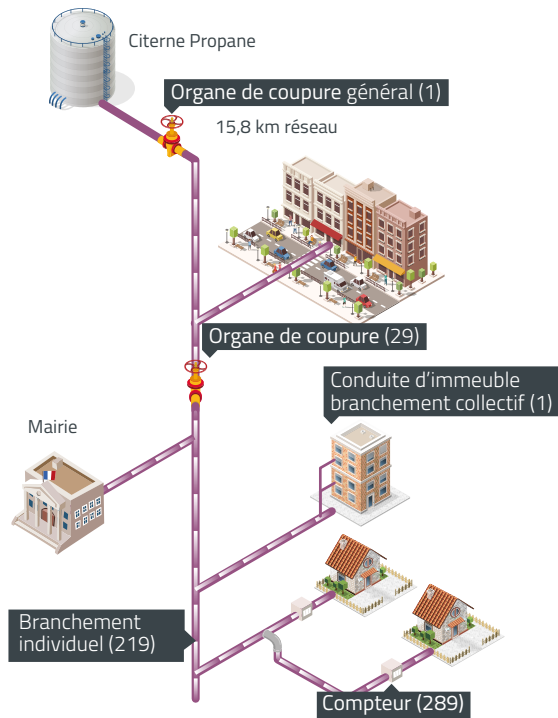 Citerne Propane
Organe de coupure général (1)
15,8 km réseau
Organe de coupure (29)
Conduite d’immeuble
branchement collectif (1)
Mairie
Branchement
individuel (219)
Compteur (289)